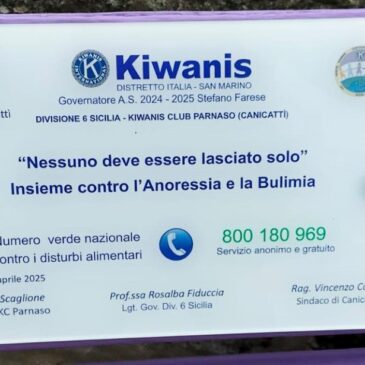 Kiwanis
DISTRETTO ITALIA - SAN MARINO
Governatore A.S. 2024 - 2025 Stefano Farese
DIVISIONE 6 SICILIA - KIWANIS CLUB PARNASO (CANICATTÌ)
“Nessuno deve essere lasciato solo”
Insieme contro l’Anoressia e la Bulimia
Numero verde nazionale
contro i disturbi alimentari
800 180 969
Servizio anonimo e gratuito
aprile 2025
Scaglione
KC Parnaso
Prof.ssa Rosalba Fiduccia
Lgt. Gov. Div. 6 Sicilia
Rag. Vincenzo
Sindaco di